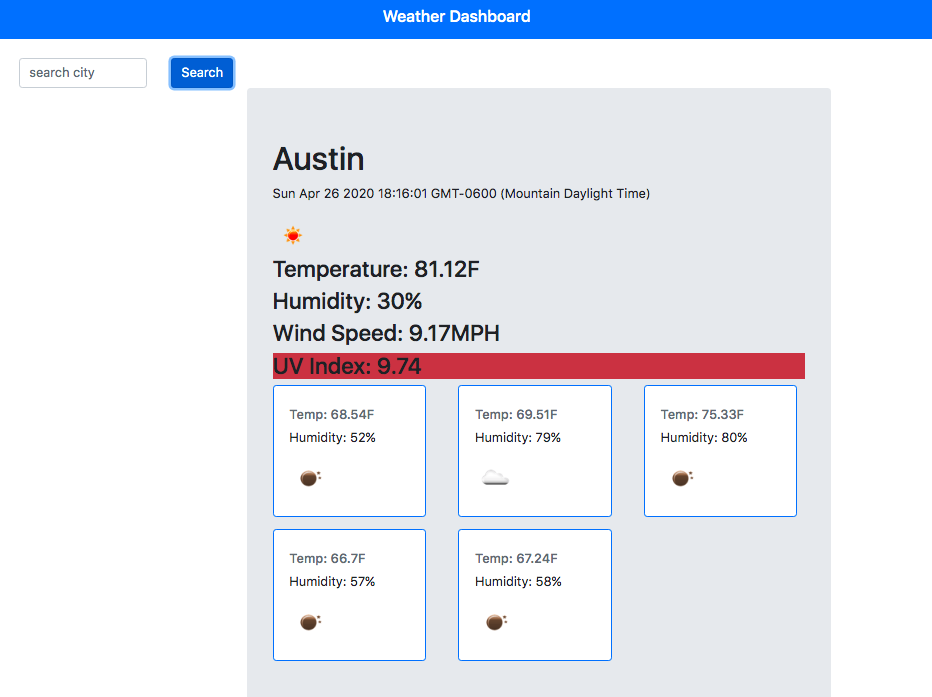 Weather Dashboard
search city
Search
Austin
Sun Apr 26 2020 18:16:01 GMT-0600 (Mountain Daylight Time)
Temperature: 81.12F
Humidity: 30%
Wind Speed: 9.17MPH
UV Index: 9.74
Temp: 68.54F
Humidity: 52%
Temp: 69.51F
Humidity: 79%
Temp: 75.33F
Humidity: 80%
Temp: 66.7F
Humidity: 57%
Temp: 67.24F
Humidity: 58%